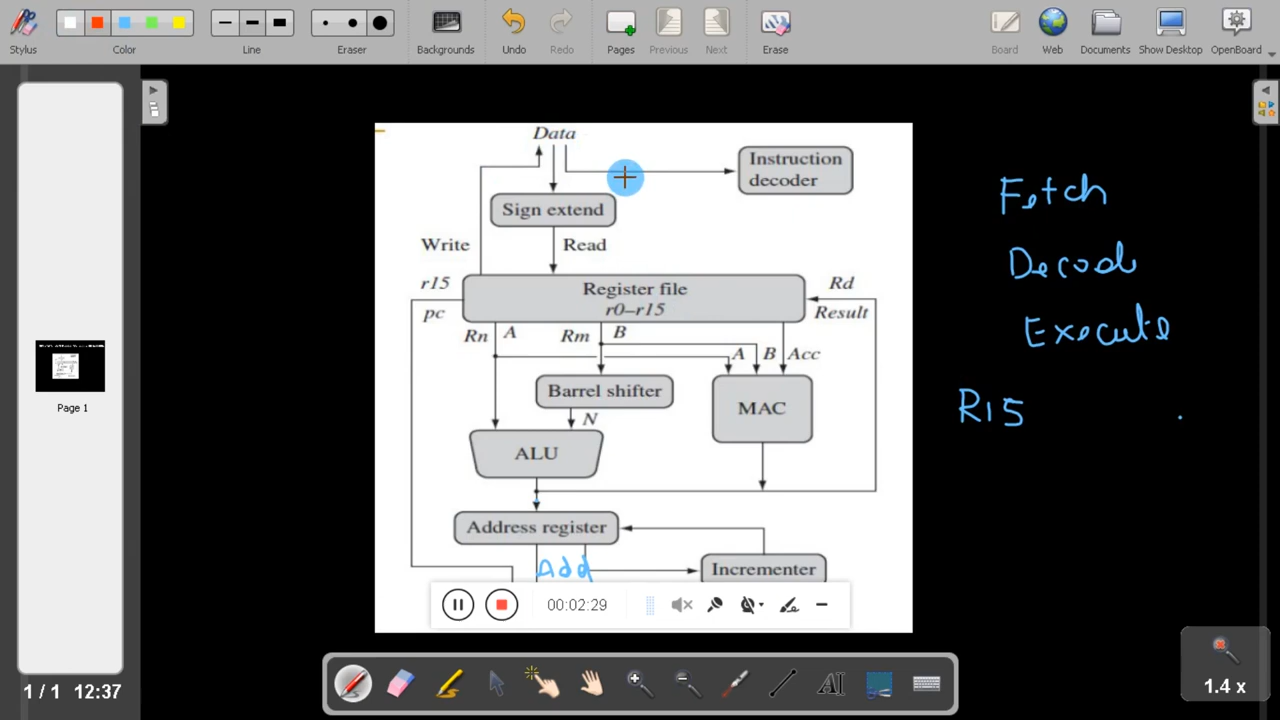 Stylus
Color
Line
Eraser
Backgrounds
Undo
Redo
Pages
Previous
Next
Erase
Board
Web
Documents
Show Desktop
OpenBoard
Data
Instruction
decoder
Sign extend
Write
Read
r15
pc
Register file
r0–r15
Rd
Result
Rn
A
Rm
B
A
B
Acc
Barrel shifter
MAC
N
ALU
Address register
Add
Incrementer
Fetch
Decod
Execute
R15
Page 1
00:02:29
1 / 1 12:37
AI
1.4 x